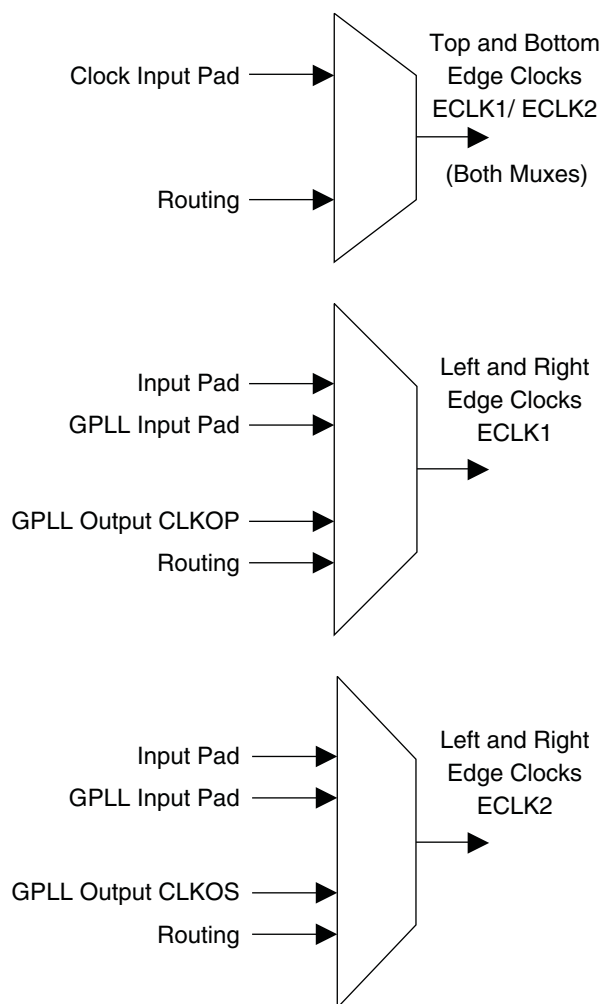 Clock Input Pad
Routing
Top and Bottom
Edge Clocks
ECLK1/ ECLK2
(Both Muxes)
Input Pad
GPLL Input Pad
GPLL Output CLKOP
Routing
Left and Right
Edge Clocks
ECLK1
Input Pad
GPLL Input Pad
GPLL Output CLKOS
Routing
Left and Right
Edge Clocks
ECLK2